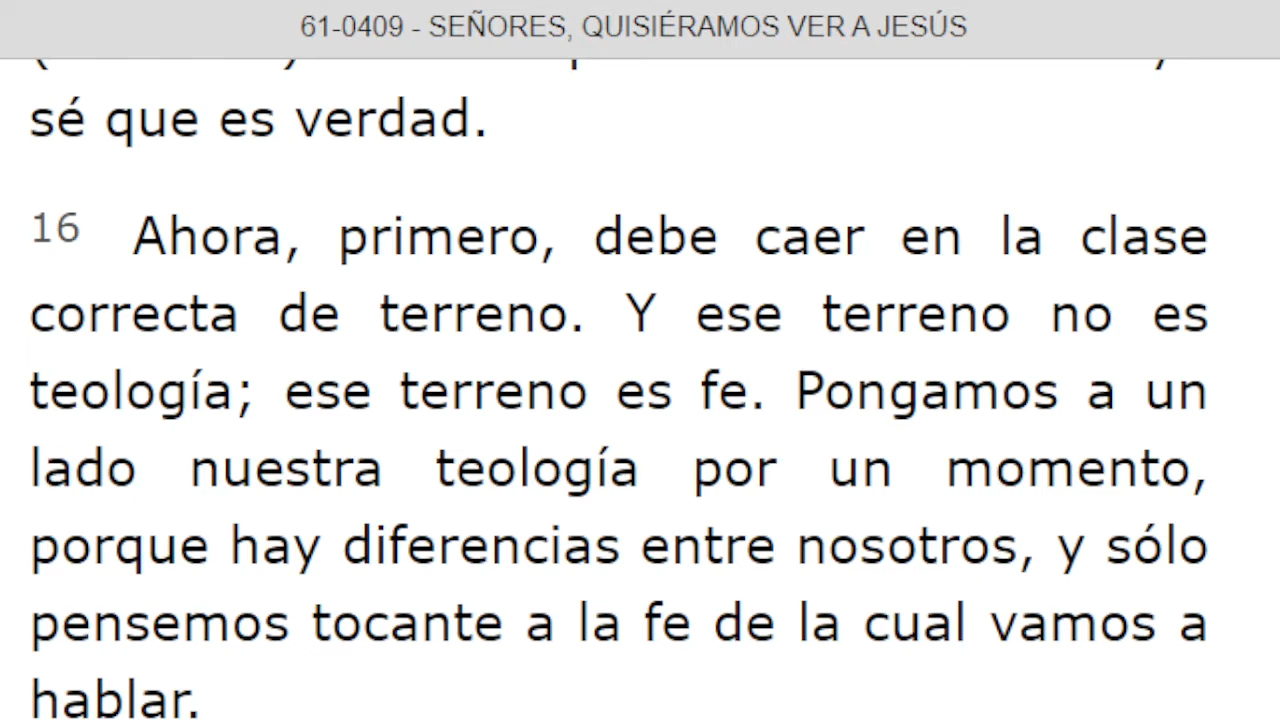 61-0409 - SEÑORES, QUISIÉRAMOS VER A JESÚS
sé que es verdad.
16 Ahora, primero, debe caer en la clase
correcta de terreno. Y ese terreno no es
teología; ese terreno es fe. Pongamos a un
lado nuestra teología por un momento,
porque hay diferencias entre nosotros, y sólo
pensemos tocante a la fe de la cual vamos a
hablar.